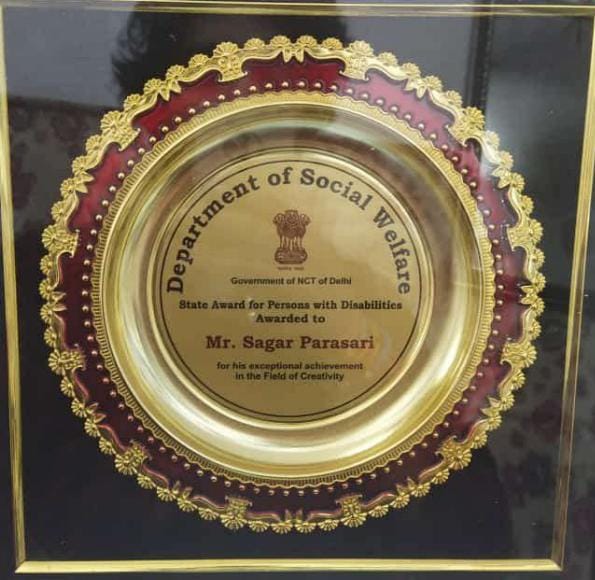 Department of Social Welfare
Government of NCT of Delhi
State Award for Persons with Disabilities
Awarded to
Mr. Sagar Parasari
for his exceptional achievement
in the Field of Creativity